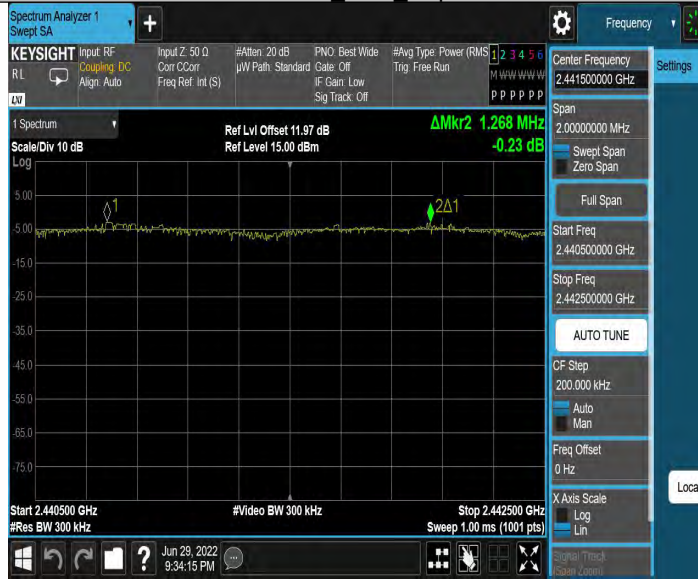 Spectrum Analyzer 1
Swept SA
+
Frequency
KEYSIGHT
RL
LXI
Input: RF
Coupling: DC
Align: Auto
Input Z: 50 Ω
Corr CCorr
Freq Ref: Int (S)
#Atten: 20 dB
µW Path: Standard
PNO: Best Wide
Gate: Off
IF Gain: Low
Sig Track: Off
#Avg Type: Power (RMS
Trig: Free Run
1 2 3 4 5 6
M W W W W W
P P P P P P
Center Frequency
2.441500000 GHz
Settings
Span
2.00000000 MHz
Swept Span
Zero Span
Full Span
Start Freq
2.440500000 GHz
Stop Freq
2.442500000 GHz
AUTO TUNE
CF Step
200.000 kHz
Auto
Man
Freq Offset
0 Hz
X Axis Scale
Log
Lin
Signal Track
(Span Zoom)
Loca
1 Spectrum
Scale/Div 10 dB
Log
Ref Lvl Offset 11.97 dB
Ref Level 15.00 dBm
ΔMkr2 1.268 MHz
-0.23 dB
1
2Δ1
5.00
-5.00
-15.0
-25.0
-35.0
-45.0
-55.0
-65.0
-75.0
Start 2.440500 GHz
#Res BW 300 kHz
#Video BW 300 kHz
Stop 2.442500 GHz
Sweep 1.00 ms (1001 pts)
?
Jun 29, 2022
9:34:15 PM